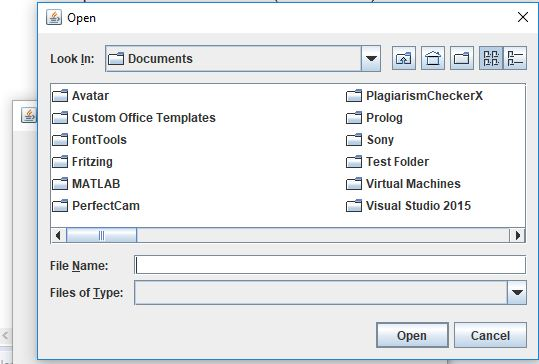 Open
Look In: Documents
Avatar
Custom Office Templates
FontTools
Fritzing
MATLAB
PerfectCam
PlagiarismCheckerX
Prolog
Sony
Test Folder
Virtual Machines
Visual Studio 2015
File Name:
Files of Type:
Open Cancel